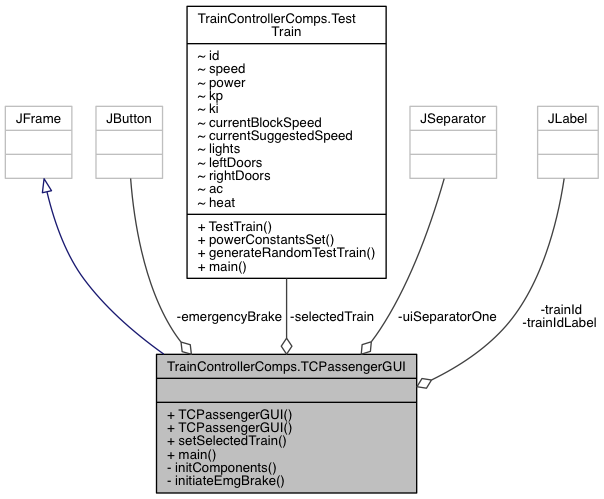 TrainControllerComps.Test
Train
~ id
~ speed
~ power
~ kp
~ ki
~ currentBlockSpeed
~ currentSuggestedSpeed
~ lights
~ leftDoors
~ rightDoors
~ ac
~ heat
+ TestTrain()
+ powerConstantsSet()
+ generateRandomTestTrain()
+ main()
JFrame
JButton
JSeparator
JLabel
-emergencyBrake
-selectedTrain
-uiSeparatorOne
-trainId
-trainIdLabel
TrainControllerComps.TCPassengerGUI
+ TCPassengerGUI()
+ TCPassengerGUI()
+ setSelectedTrain()
+ main()
- initComponents()
- initiateEmgBrake()